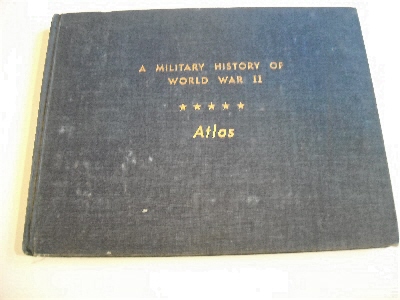 A MILITARY HISTORY OF
WORLD WAR II
★ ★ ★ ★ ★
Atlas